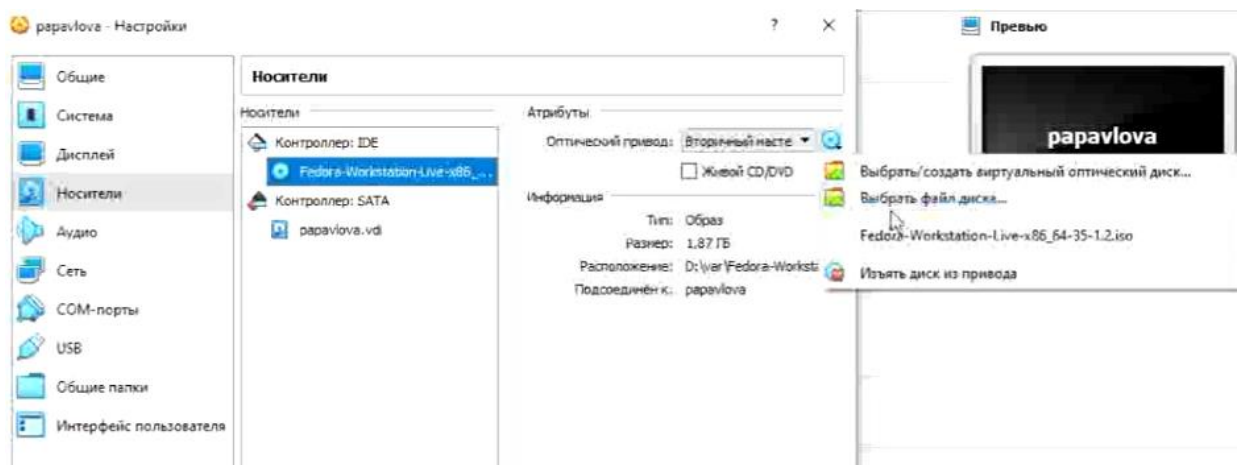 papavlova - Настройки
?
×
Превью
papavlova
Общие
Система
Дисплей
Носители
Аудио
Сеть
COM-порты
USB
Общие папки
Интерфейс пользователя
Носители
Носители
Контроллер: IDE
Fedora-Workstation-Live-x86_...
Контроллер: SATA
papavlova.vdi
Атрибуты
Оптический привод: Вторичный масте
Живой CD/DVD
Информация
Тип: Образ
Размер: 1,87 ГБ
Расположение: D:\var\Fedora-Worksta
Подсоединён к: papavlova
Выбрать/создать виртуальный оптический диск...
Выбрать файл диска...
Fedora-Workstation-Live-x86_64-35-1.2.iso
Изъять диск из привода